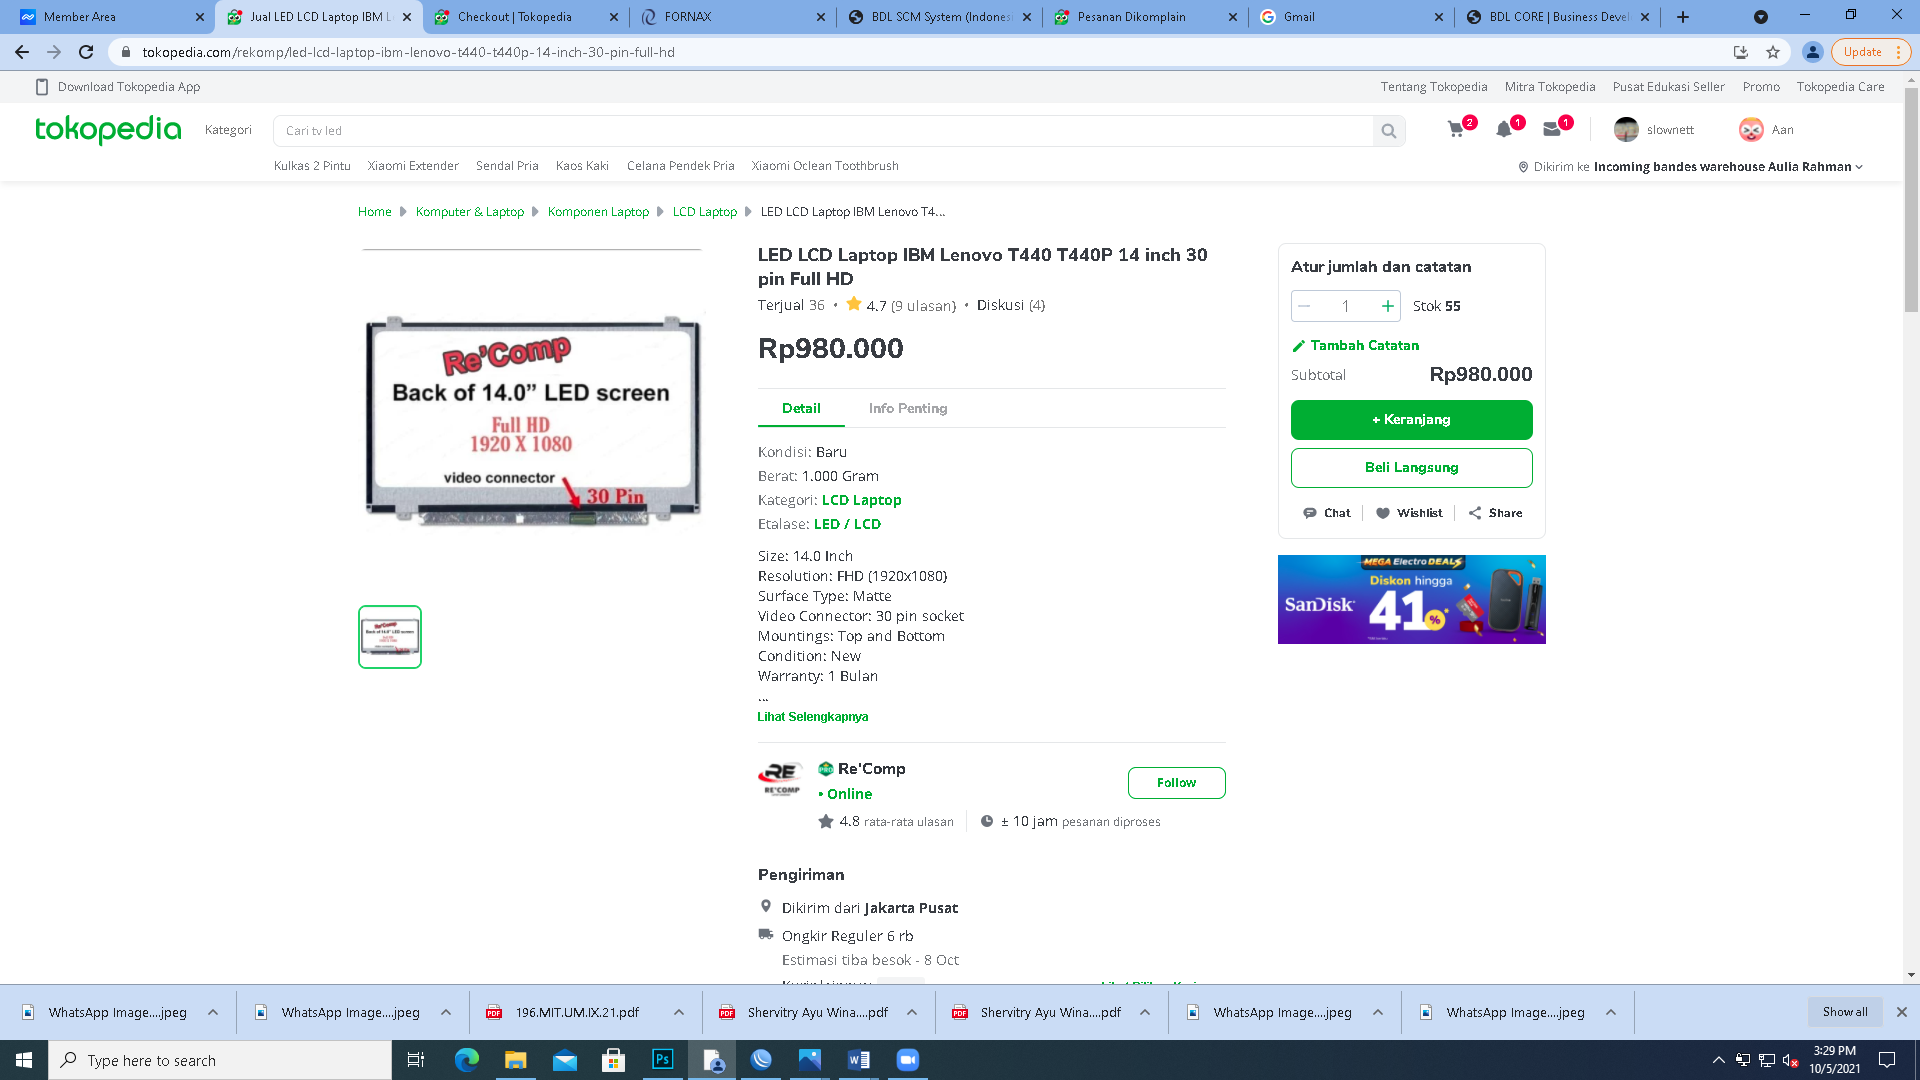 Member Area
Jual LED LCD Laptop IBM L
Checkout | Tokopedia
FORNAX
BDL SCM System (Indones
Pesanan Dikomplain
Gmail
BDL CORE | Business Deve
tokopedia.com/rekomp/led-lcd-laptop-ibm-lenovo-t440-t440p-14-inch-30-pin-full-hd
Update
Download Tokopedia App
Tentang Tokopedia
Mitra Tokopedia
Pusat Edukasi Seller
Promo
Tokopedia Care
tokopedia
Kategori
Cari tv led
2
1
1
slownett
Aan
Kulkas 2 Pintu
Xiaomi Extender
Sendal Pria
Kaos Kaki
Celana Pendek Pria
Xiaomi Oclean Toothbrush
Dikirim ke Incoming bandes warehouse Aulia Rahman
Home
Komputer & Laptop
Komponen Laptop
LCD Laptop
LED LCD Laptop IBM Lenovo T4...
Re'Comp
Back of 14.0” LED screen
Full HD
1920 X 1080
video connector
30 Pin
LED LCD Laptop IBM Lenovo T440 T440P 14 inch 30
pin Full HD
Terjual 36 • 4.7 (9 ulasan) • Diskusi (4)
Rp980.000
Detail
Info Penting
Kondisi: Baru
Berat: 1.000 Gram
Kategori: LCD Laptop
Etalase: LED / LCD
Size: 14.0 Inch
Resolution: FHD (1920x1080)
Surface Type: Matte
Video Connector: 30 pin socket
Mountings: Top and Bottom
Condition: New
Warranty: 1 Bulan
...
Lihat Selengkapnya
RE
RE'COMP
PRO
Re'Comp
• Online
Follow
4.8 rata-rata ulasan
± 10 jam pesanan diproses
Pengiriman
Dikirim dari Jakarta Pusat
Ongkir Reguler 6 rb
Estimasi tiba besok - 8 Oct
Atur jumlah dan catatan
1
Stok 55
Tambah Catatan
Subtotal
Rp980.000
+ Keranjang
Beli Langsung
Chat
Wishlist
Share
MEGA Electro DEALS
Diskon hingga
SanDisk
41%*
WhatsApp Image....jpeg
WhatsApp Image....jpeg
196.MIT.UM.IX.21.pdf
Shervitry Ayu Wina....pdf
Shervitry Ayu Wina....pdf
WhatsApp Image....jpeg
WhatsApp Image....jpeg
Show all
Type here to search
Ps
3:29 PM
10/5/2021